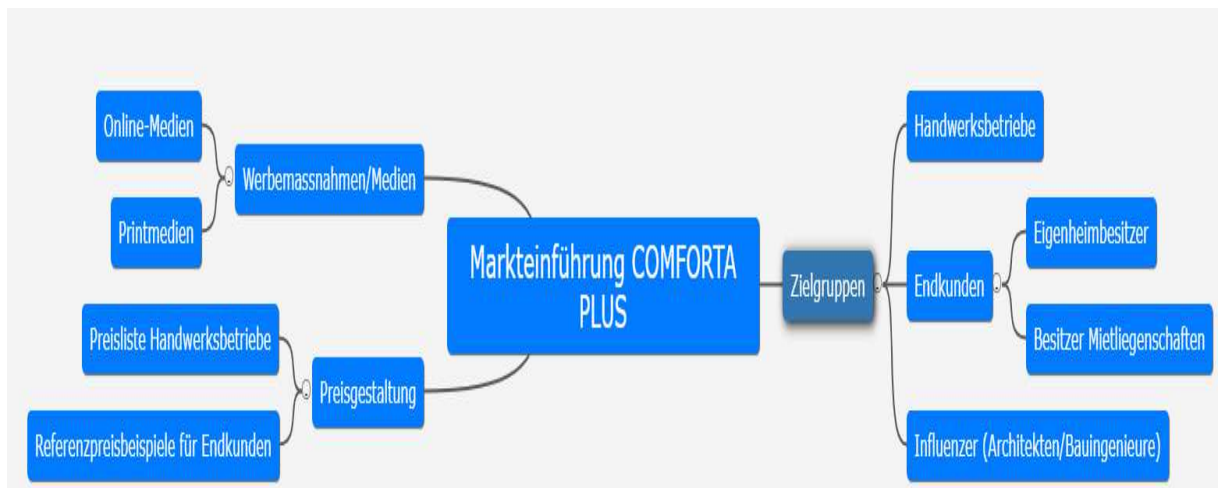 Markteinführung COMFORTA
PLUS
Werbemassnahmen/Medien
Online-Medien
Printmedien
Preisgestaltung
Preisliste Handwerksbetriebe
Referenzpreisbeispiele für Endkunden
Zielgruppen
Handwerksbetriebe
Endkunden
Eigenheimbesitzer
Besitzer Mietliegenschaften
Influenzer (Architekten/Bauingenieure)